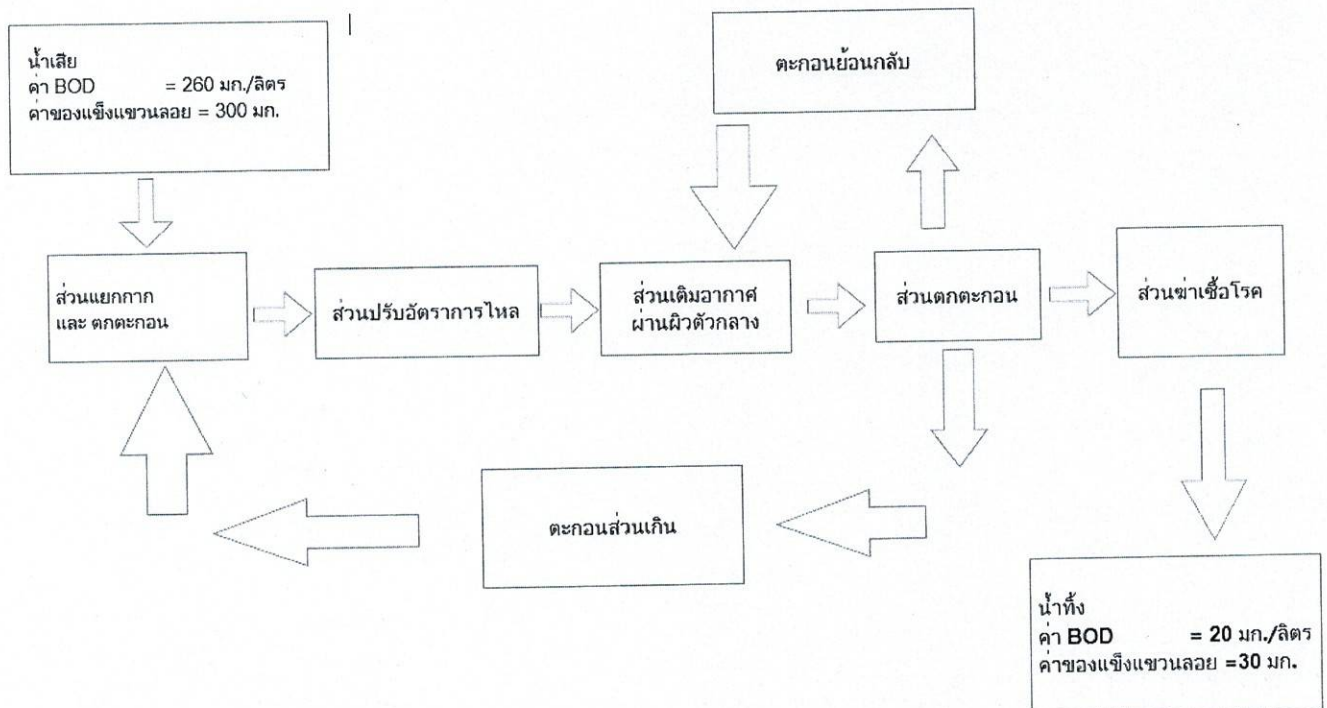 น้ำเสีย
ค่า BOD = 260 มก./ลิตร
ค่าของแข็งแขวนลอย = 300 มก.
ตะกอนย้อนกลับ
ส่วนแยกกาก
และ ตกตะกอน
ส่วนปรับอัตราการไหล
ส่วนเติมอากาศ
ผ่านผิวตัวกลาง
ส่วนตกตะกอน
ส่วนฆ่าเชื้อโรค
ตะกอนส่วนเกิน
น้ำทิ้ง
ค่า BOD = 20 มก./ลิตร
ค่าของแข็งแขวนลอย =30 มก.